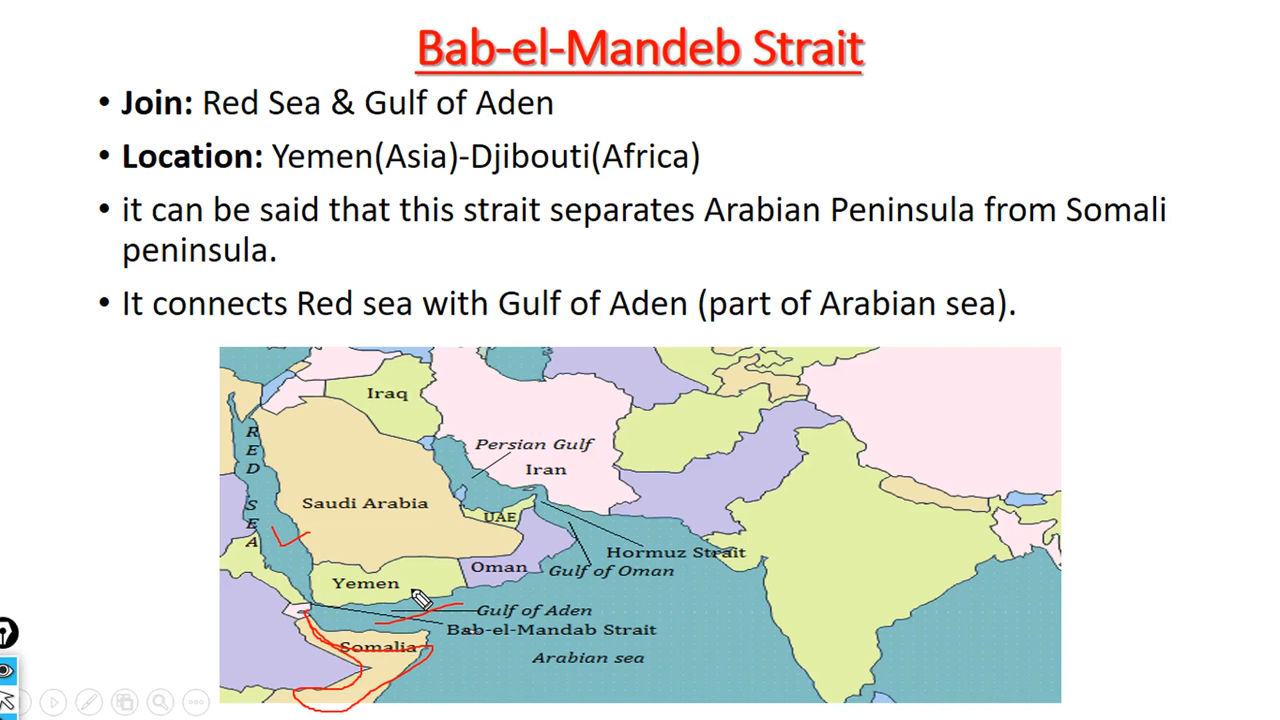 Bab-el-Mandeb Strait
• Join: Red Sea & Gulf of Aden
• Location: Yemen(Asia)-Djibouti(Africa)
• it can be said that this strait separates Arabian Peninsula from Somali
peninsula.
• It connects Red sea with Gulf of Aden (part of Arabian sea).
Iraq
RED SEA
Persian Gulf
Iran
Saudi Arabia
UAE
Hormuz Strait
Oman
Gulf of Oman
Yemen
Gulf of Aden
Bab-el-Mandab Strait
Somalia
Arabian sea